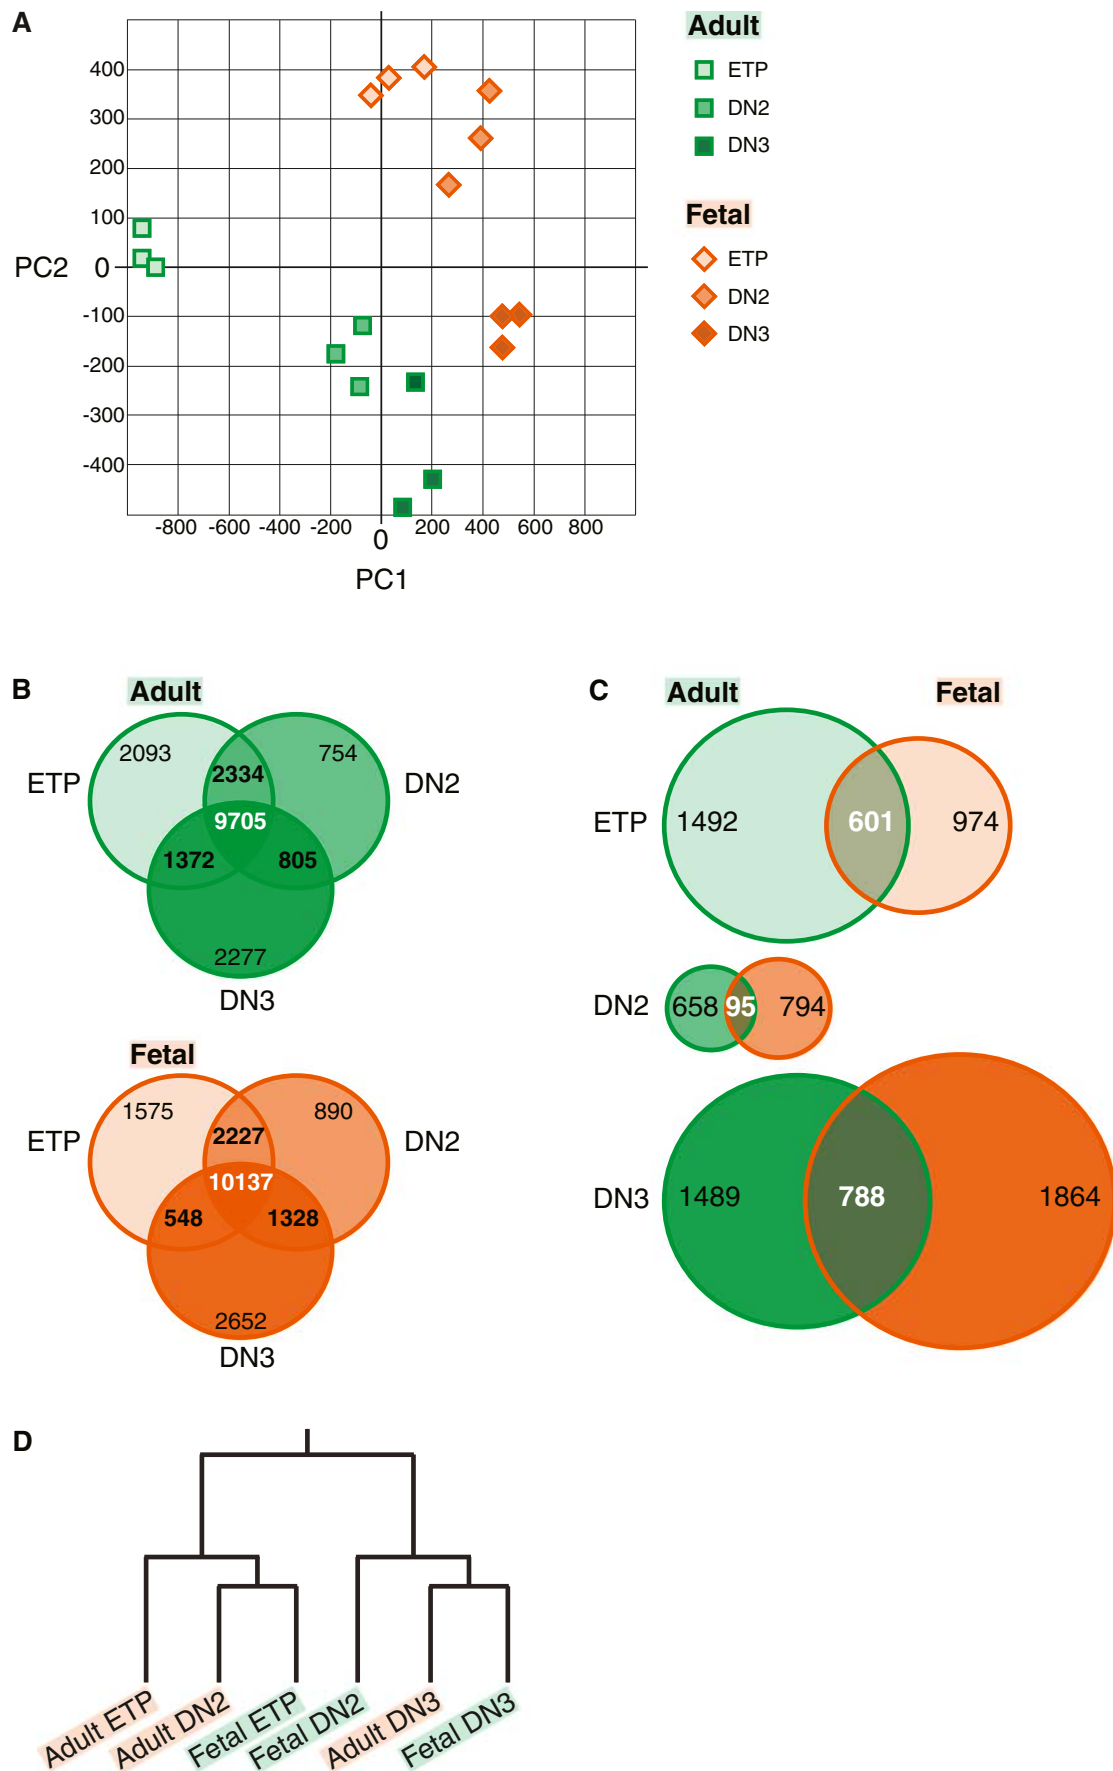 A
Adult
ETP
DN2
DN3
Fetal
ETP
DN2
DN3
400
300
200
100
PC2 0
-100
-200
-300
-400
-800 -600 -400 -200 0 200 400 600 800
PC1
B
Adult
2093
754
ETP
2334
DN2
9705
1372
805
2277
DN3
Fetal
1575
890
ETP
2227
DN2
10137
548
1328
2652
DN3
C
Adult Fetal
ETP 1492 601 974
DN2 658 95 794
DN3 1489 788 1864
D
Adult ETP
Adult DN2
Fetal ETP
Fetal DN2
Adult DN3
Fetal DN3